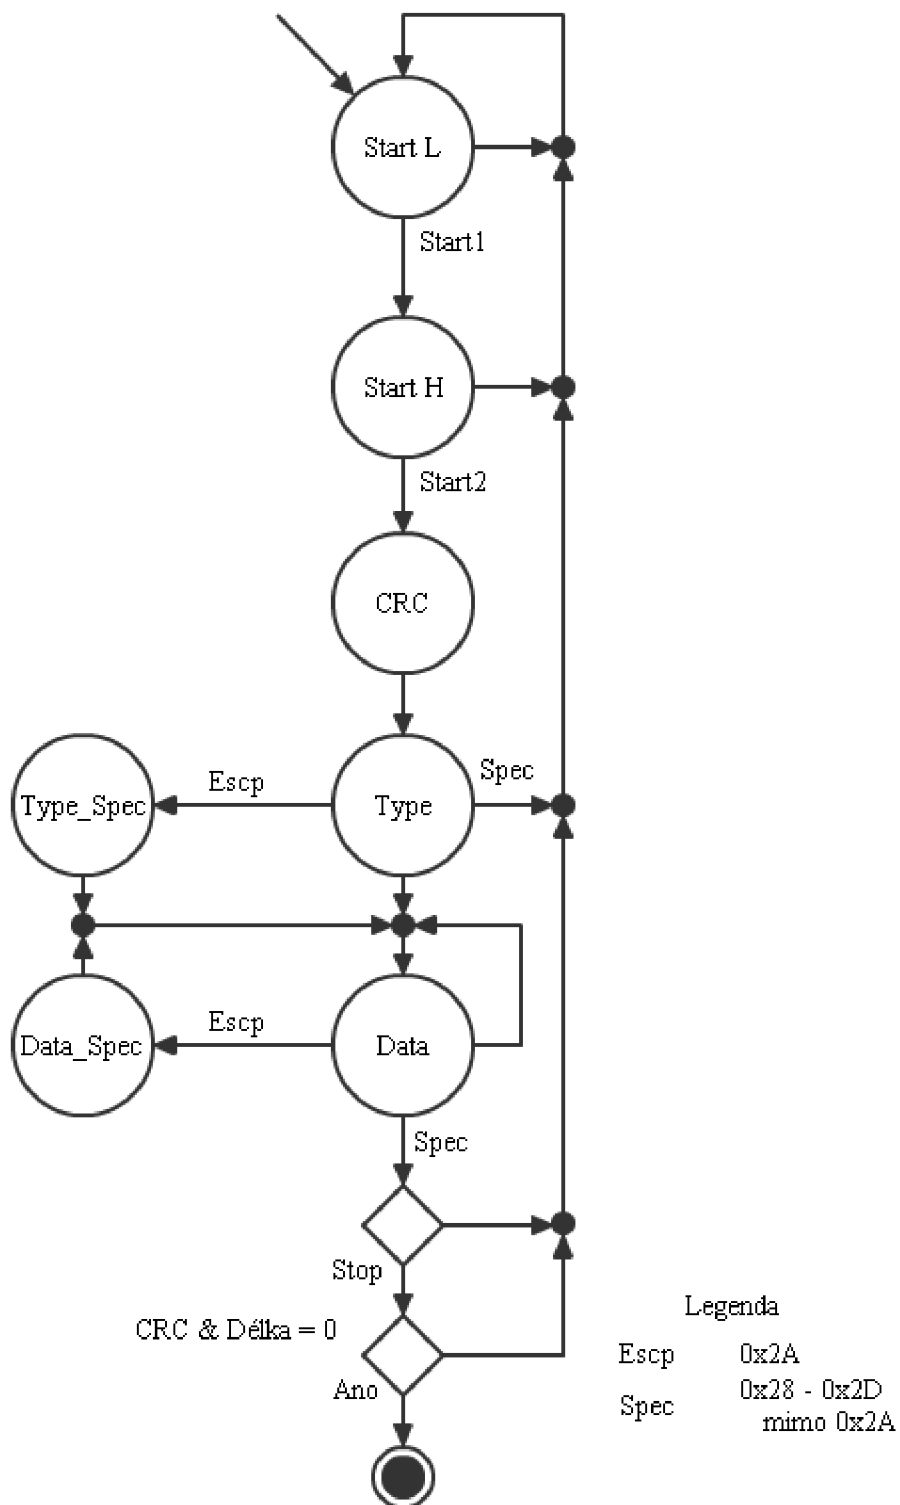 Start L
Start1
Start H
Start2
CRC
Type_Spec
Escp
Type
Spec
Data_Spec
Escp
Data
Spec
Stop
CRC & Délka = 0
Ano
Legenda
Escp 0x2A
Spec 0x28 - 0x2D
mimo 0x2A